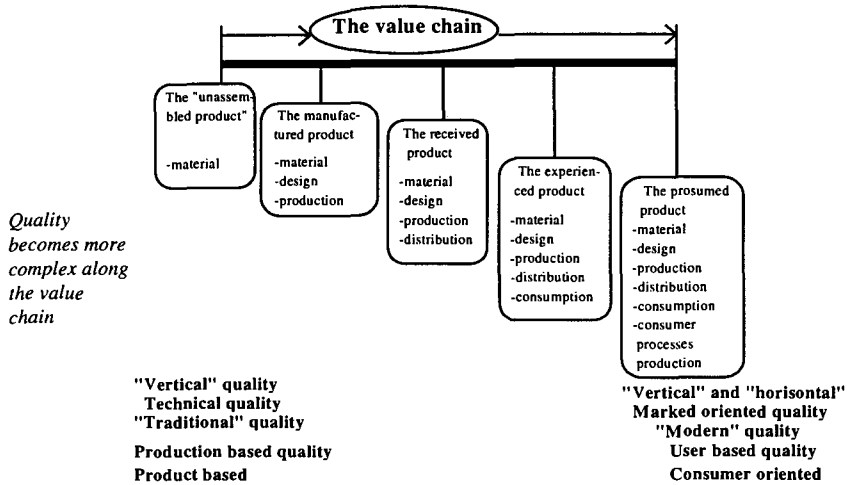 The value chain
The "unassem-
bled product"
-material
The manufac-
tured product
-material
-design
-production
The received
product
-material
-design
-production
-distribution
The experien-
ced product
-material
-design
-production
-distribution
-consumption
The prosumed
product
-material
-design
-production
-distribution
-consumption
-consumer
processes
production
Quality
becomes more
complex along
the value
chain
"Vertical" quality
Technical quality
"Traditional" quality
Production based quality
Product based
"Vertical" and "horisontal"
Marked oriented quality
"Modern" quality
User based quality
Consumer oriented